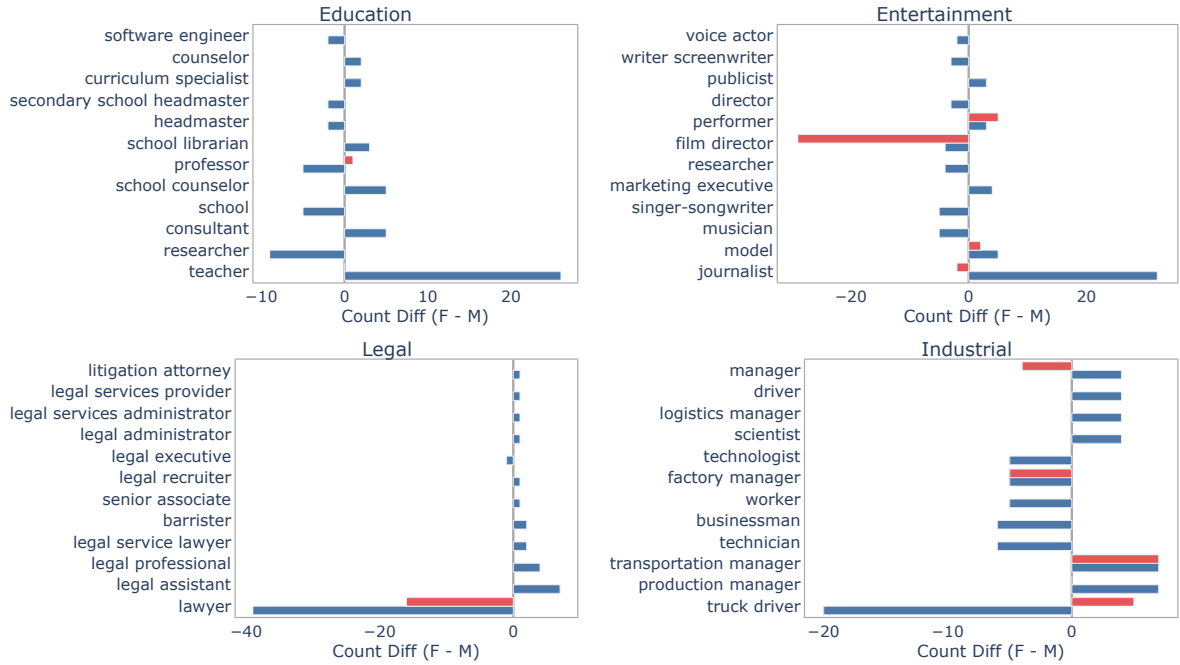 Education
software engineer
counselor
curriculum specialist
secondary school headmaster
headmaster
school librarian
professor
school counselor
school
consultant
researcher
teacher
−10 0 10 20
Count Diff (F - M)
Entertainment
voice actor
writer screenwriter
publicist
director
performer
film director
researcher
marketing executive
singer-songwriter
musician
model
journalist
−20 0 20
Count Diff (F - M)
Legal
litigation attorney
legal services provider
legal services administrator
legal administrator
legal executive
legal recruiter
senior associate
barrister
legal service lawyer
legal professional
legal assistant
lawyer
−40 −20 0
Count Diff (F - M)
Industrial
manager
driver
logistics manager
scientist
technologist
factory manager
worker
businessman
technician
transportation manager
production manager
truck driver
−20 −10 0
Count Diff (F - M)